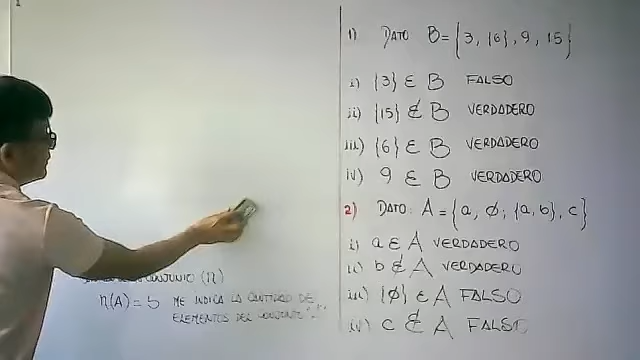 1) DATO B={3, {6}, 9, 15}
i) {3} ∈ B FALSO
ii) {15} ∉ B VERDADERO
iii) {6} ∈ B VERDADERO
iv) 9 ∈ B VERDADERO
2) DATO: A={a, ∅, {a, b}, c}
i) a ∈ A VERDADERO
ii) b ∉ A VERDADERO
iii) {∅} ∈ A FALSO
iv) c ∉ A FALSO
CONJUNTO (n)
n(A)=5 ME INDICA LA CANTIDAD DE
ELEMENTOS DEL CONJUNTO